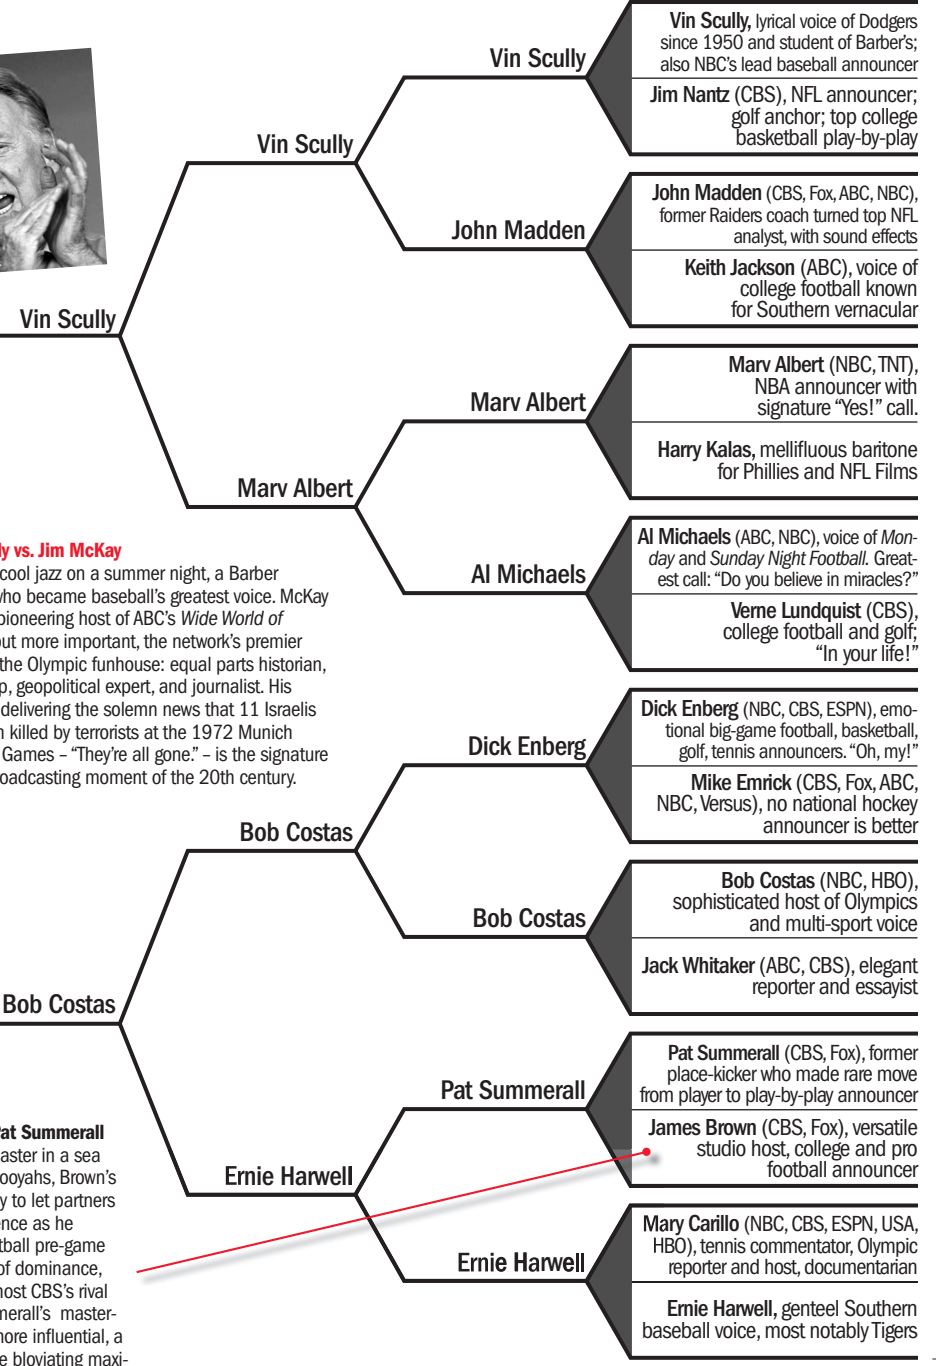 Vin Scully, lyrical voice of Dodgers
since 1950 and student of Barber's;
also NBC's lead baseball announcer
Jim Nantz (CBS), NFL announcer;
golf anchor; top college
basketball play-by-play
John Madden (CBS, Fox, ABC, NBC),
former Raiders coach turned top NFL
analyst, with sound effects
Keith Jackson (ABC), voice of
college football known
for Southern vernacular
Marv Albert (NBC, TNT),
NBA announcer with
signature “Yes!” call.
Harry Kalas, mellifluous baritone
for Phillies and NFL Films
Al Michaels (ABC, NBC), voice of Mon-
day and Sunday Night Football. Great-
est call: “Do you believe in miracles?”
Verne Lundquist (CBS),
college football and golf;
“In your life!”
Dick Enberg (NBC, CBS, ESPN), emo-
tional big-game football, basketball,
golf, tennis announcers. “Oh, my!”
Mike Emrick (CBS, Fox, ABC,
NBC, Versus), no national hockey
announcer is better
Bob Costas (NBC, HBO),
sophisticated host of Olympics
and multi-sport voice
Jack Whitaker (ABC, CBS), elegant
reporter and essayist
Pat Summerall (CBS, Fox), former
place-kicker who made rare move
from player to play-by-play announcer
James Brown (CBS, Fox), versatile
studio host, college and pro
football announcer
Mary Carillo (NBC, CBS, ESPN, USA,
HBO), tennis commentator, Olympic
reporter and host, documentarian
Ernie Harwell, genteel Southern
baseball voice, most notably Tigers
Vin Scully
John Madden
Marv Albert
Al Michaels
Dick Enberg
Bob Costas
Pat Summerall
Ernie Harwell
Vin Scully
Marv Albert
Bob Costas
Ernie Harwell
Vin Scully
Bob Costas
ly vs. Jim McKay
cool jazz on a summer night, a Barber
who became baseball's greatest voice. McKay
pioneering host of ABC's Wide World of
but more important, the network's premier
the Olympic funhouse: equal parts historian,
p, geopolitical expert, and journalist. His
delivering the solemn news that 11 Israelis
n killed by terrorists at the 1972 Munich
Games – “They're all gone.” – is the signature
oadcasting moment of the 20th century.
Pat Summerall
aster in a sea
ooyahs, Brown's
y to let partners
ence as he
tball pre-game
of dominance,
most CBS's rival
merall's master-
more influential, a
e bloviating maxi-